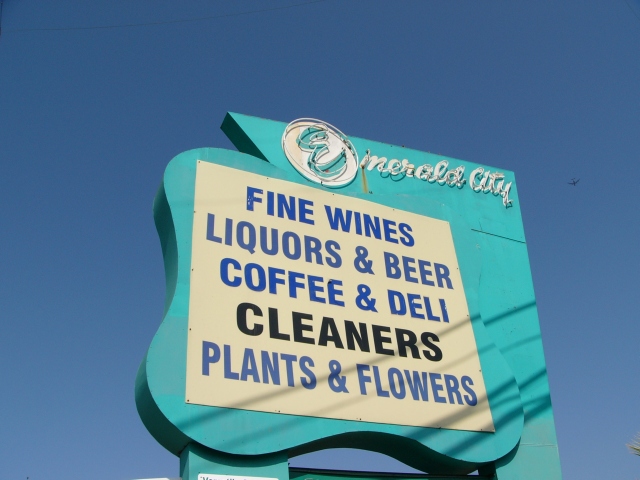 Emerald City
FINE WINES
LIQUORS & BEER
COFFEE & DELI
CLEANERS
PLANTS & FLOWERS